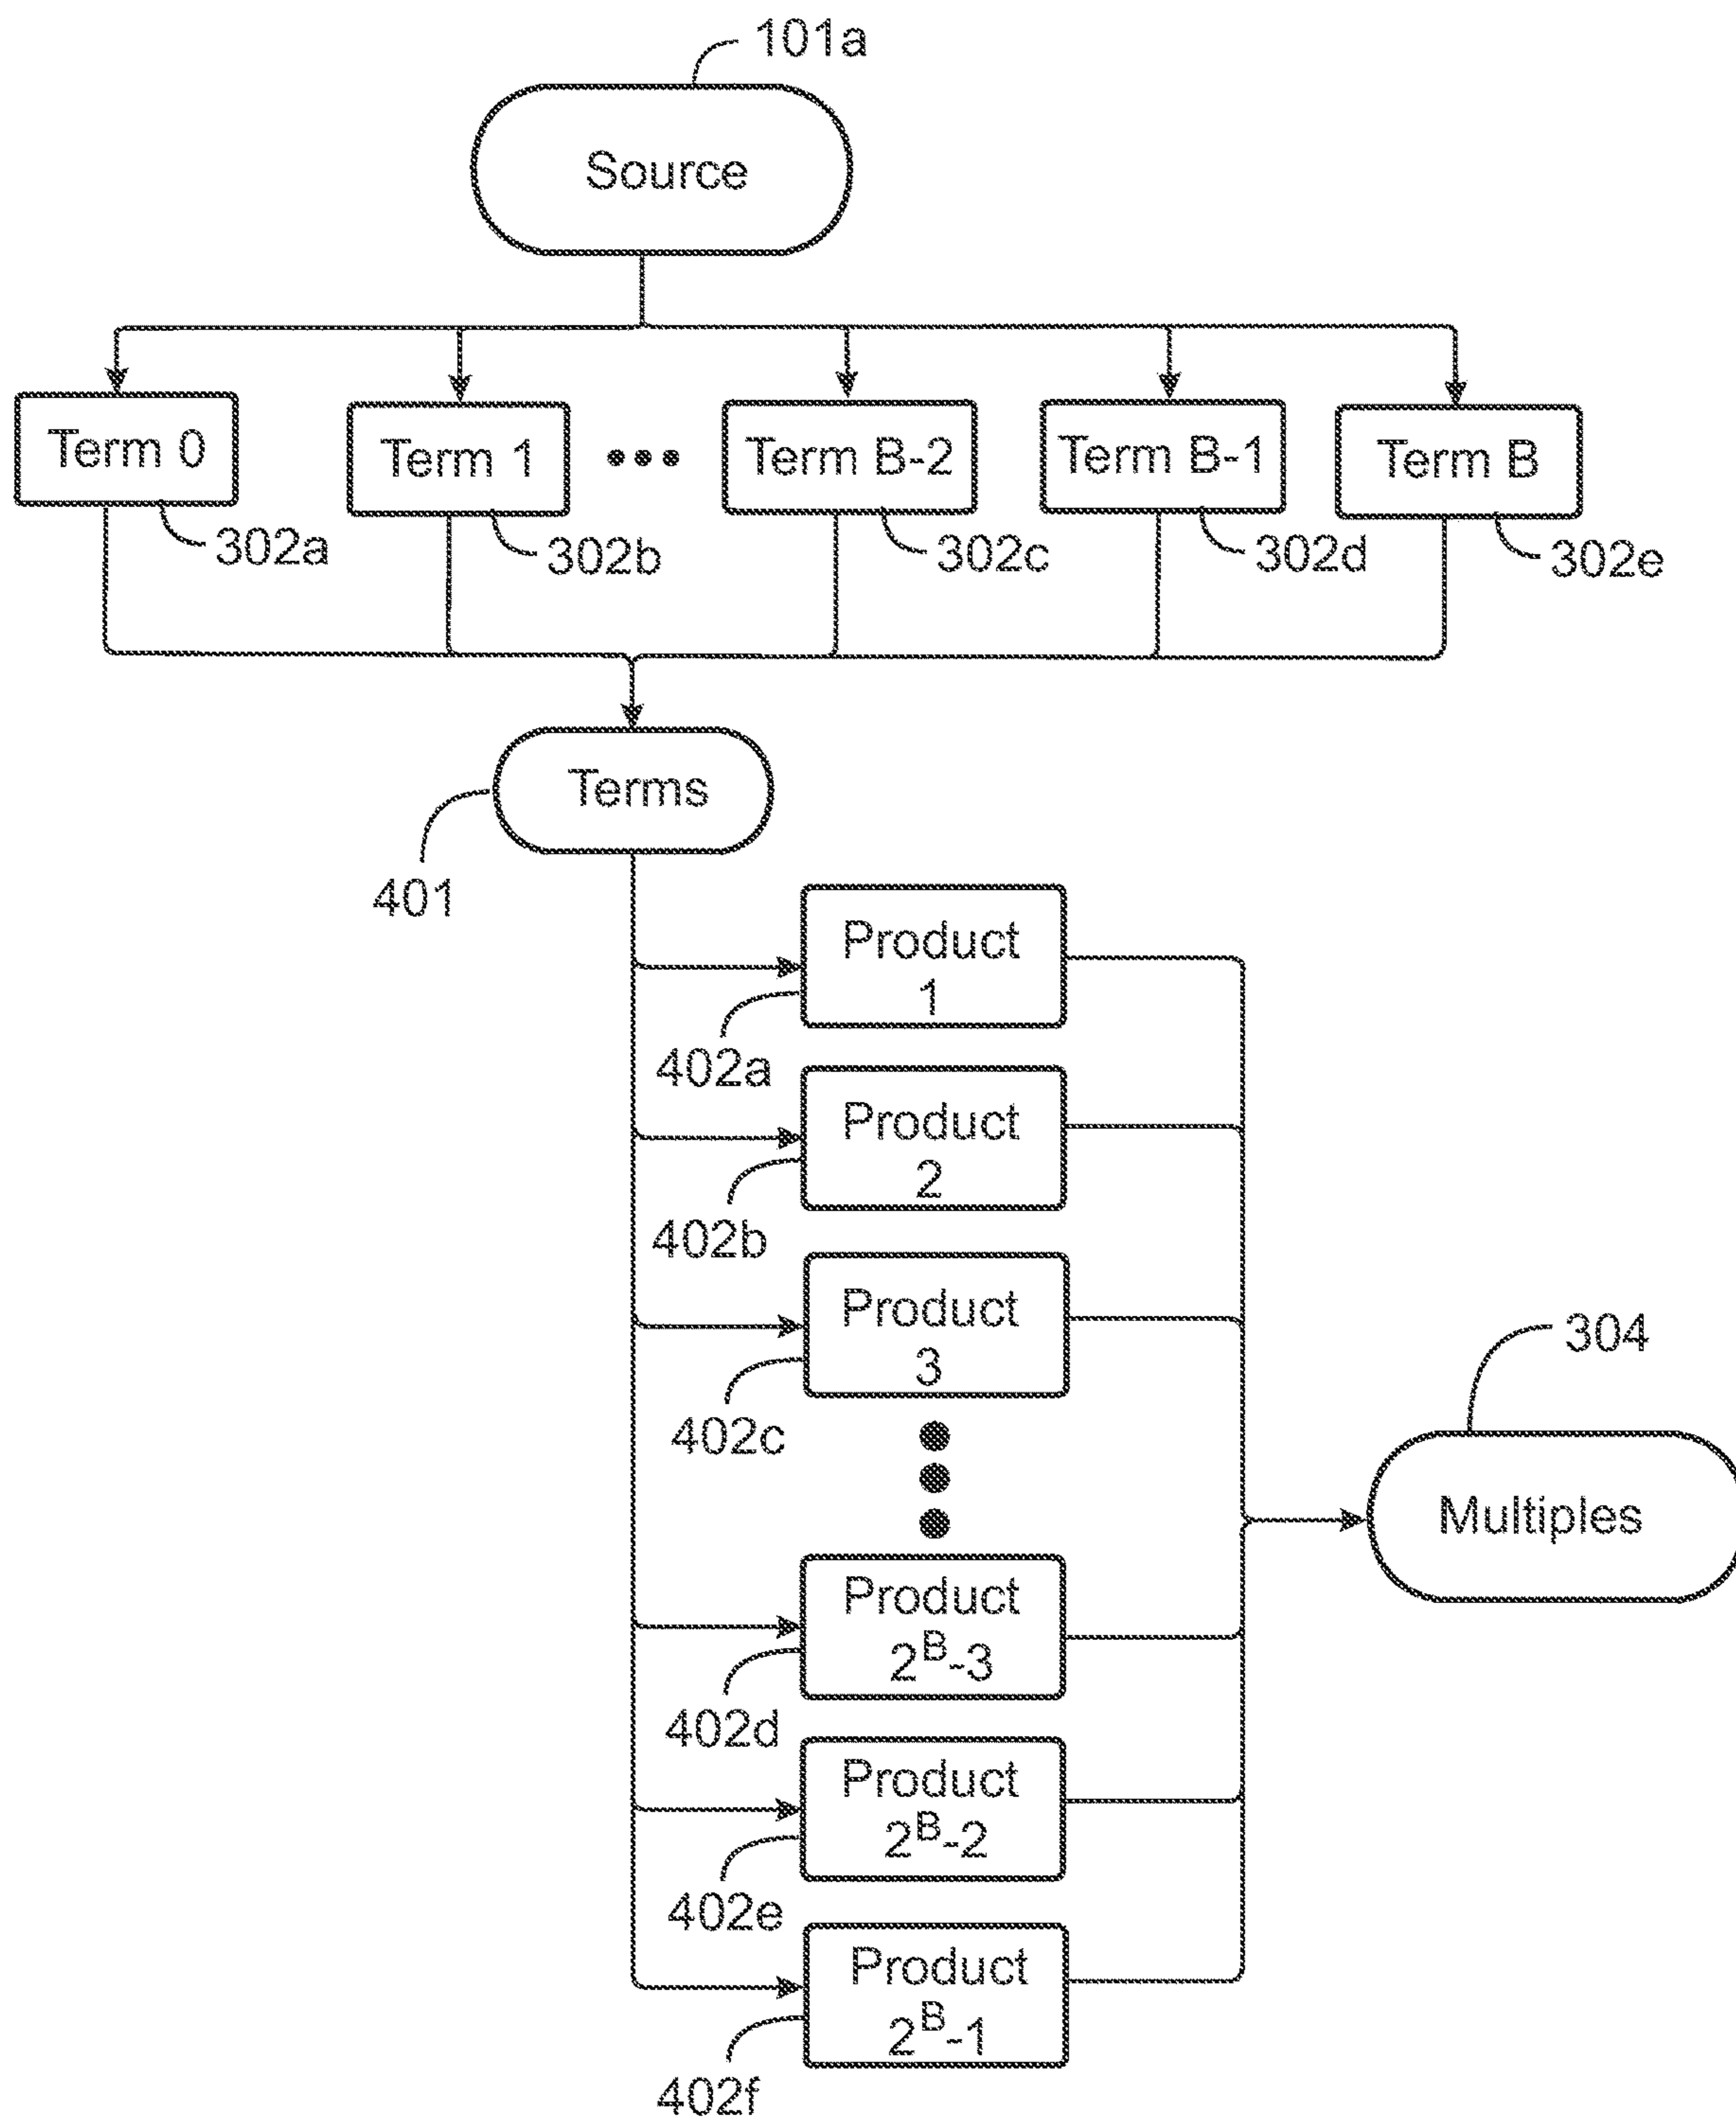 101a
Source
Term 0
Term 1
Term B-2
Term B-1
Term B
302a
302b
302c
302d
302e
Terms
401
Product
1
402a
Product
2
402b
Product
3
402c
304
Multiples
Product
2ᴮ-3
402d
Product
2ᴮ-2
402e
Product
2ᴮ-1
402f